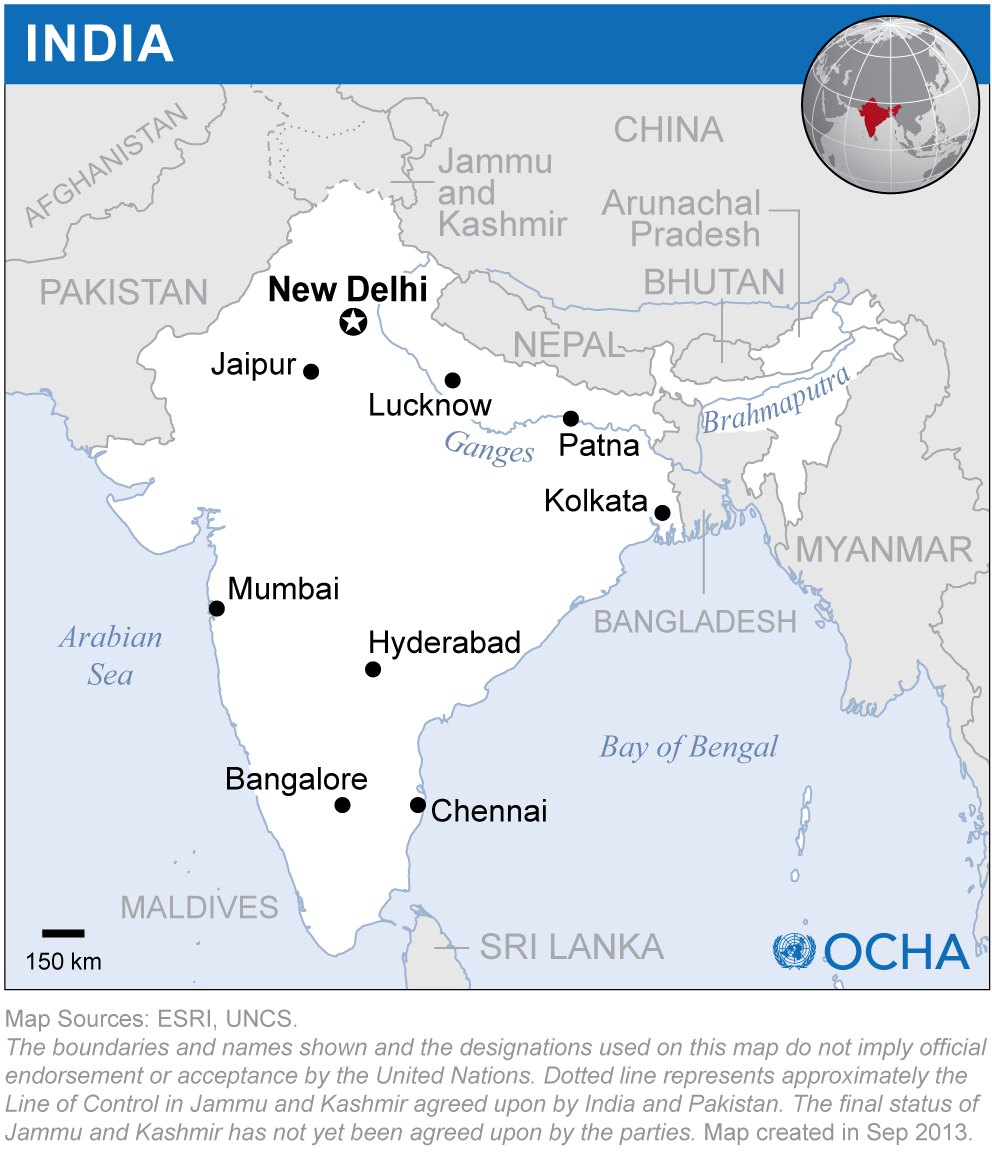 INDIA
AFGHANISTAN
CHINA
Jammu
and
Kashmir
Arunachal
Pradesh
BHUTAN
PAKISTAN
New Delhi
NEPAL
Jaipur
Lucknow
Brahmaputra
Ganges
Patna
Kolkata
MYANMAR
Mumbai
BANGLADESH
Arabian
Sea
Hyderabad
Bay of Bengal
Bangalore
Chennai
MALDIVES
SRI LANKA
OCHA
150 km
Map Sources: ESRI, UNCS.
The boundaries and names shown and the designations used on this map do not imply official
endorsement or acceptance by the United Nations. Dotted line represents approximately the
Line of Control in Jammu and Kashmir agreed upon by India and Pakistan. The final status of
Jammu and Kashmir has not yet been agreed upon by the parties. Map created in Sep 2013.